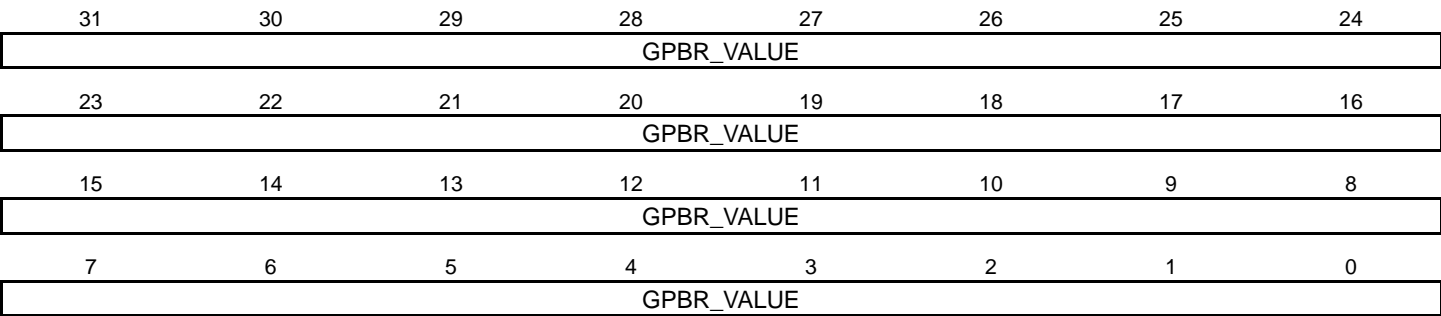 31 30 29 28 27 26 25 24
GPBR_VALUE
23 22 21 20 19 18 17 16
GPBR_VALUE
15 14 13 12 11 10 9 8
GPBR_VALUE
7 6 5 4 3 2 1 0
GPBR_VALUE